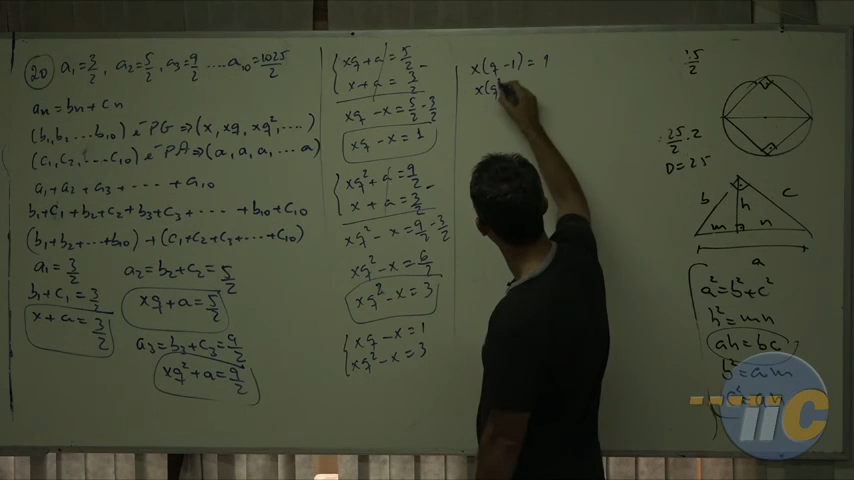 20) a₁ = 3/2, a₂ = 5/2, a₃ = 9/2 .... a₁₀ = 1025/2
aₙ = bₙ + cₙ
(b₁, b₂ ... b₁₀) é PG ⇒ (x, xq, xq², ....)
(c₁, c₂, ... c₁₀) é PA ⇒ (a, a, a, ... a)
a₁ + a₂ + a₃ + ... + a₁₀
b₁ + c₁ + b₂ + c₂ + b₃ + c₃ + ... + b₁₀ + c₁₀
(b₁ + b₂ + ... + b₁₀) + (c₁ + c₂ + c₃ + ... + c₁₀)
a₁ = 3/2
b₁ + c₁ = 3/2
x + a = 3/2
a₂ = b₂ + c₂ = 5/2
xq + a = 5/2
a₃ = b₃ + c₃ = 9/2
xq² + a = 9/2
xq + a = 5/2 -
x + a = 3/2
xq - x = 5/2 - 3/2
xq - x = 1
xq² + a = 9/2 -
x + a = 3/2
xq² - x = 9/2 - 3/2
xq² - x = 6/2
xq² - x = 3
xq - x = 1
xq² - x = 3
x(q - 1) = 1
x(q
25/2 · 2
D = 25
b
c
h
m
n
a
a² = b² + c²
h² = mn
ah = bc
b² = am
IIC